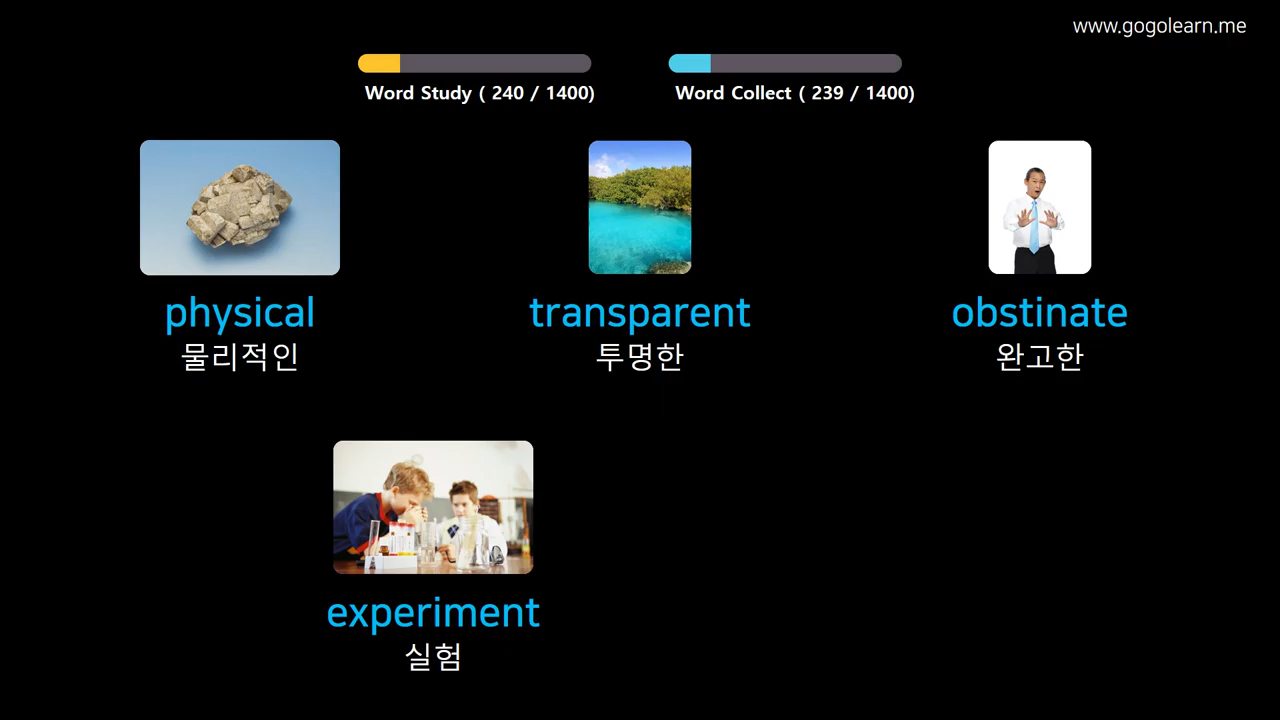 www.gogolearn.me
Word Study ( 240 / 1400)
Word Collect ( 239 / 1400)
physical
물리적인
transparent
투명한
obstinate
완고한
experiment
실험